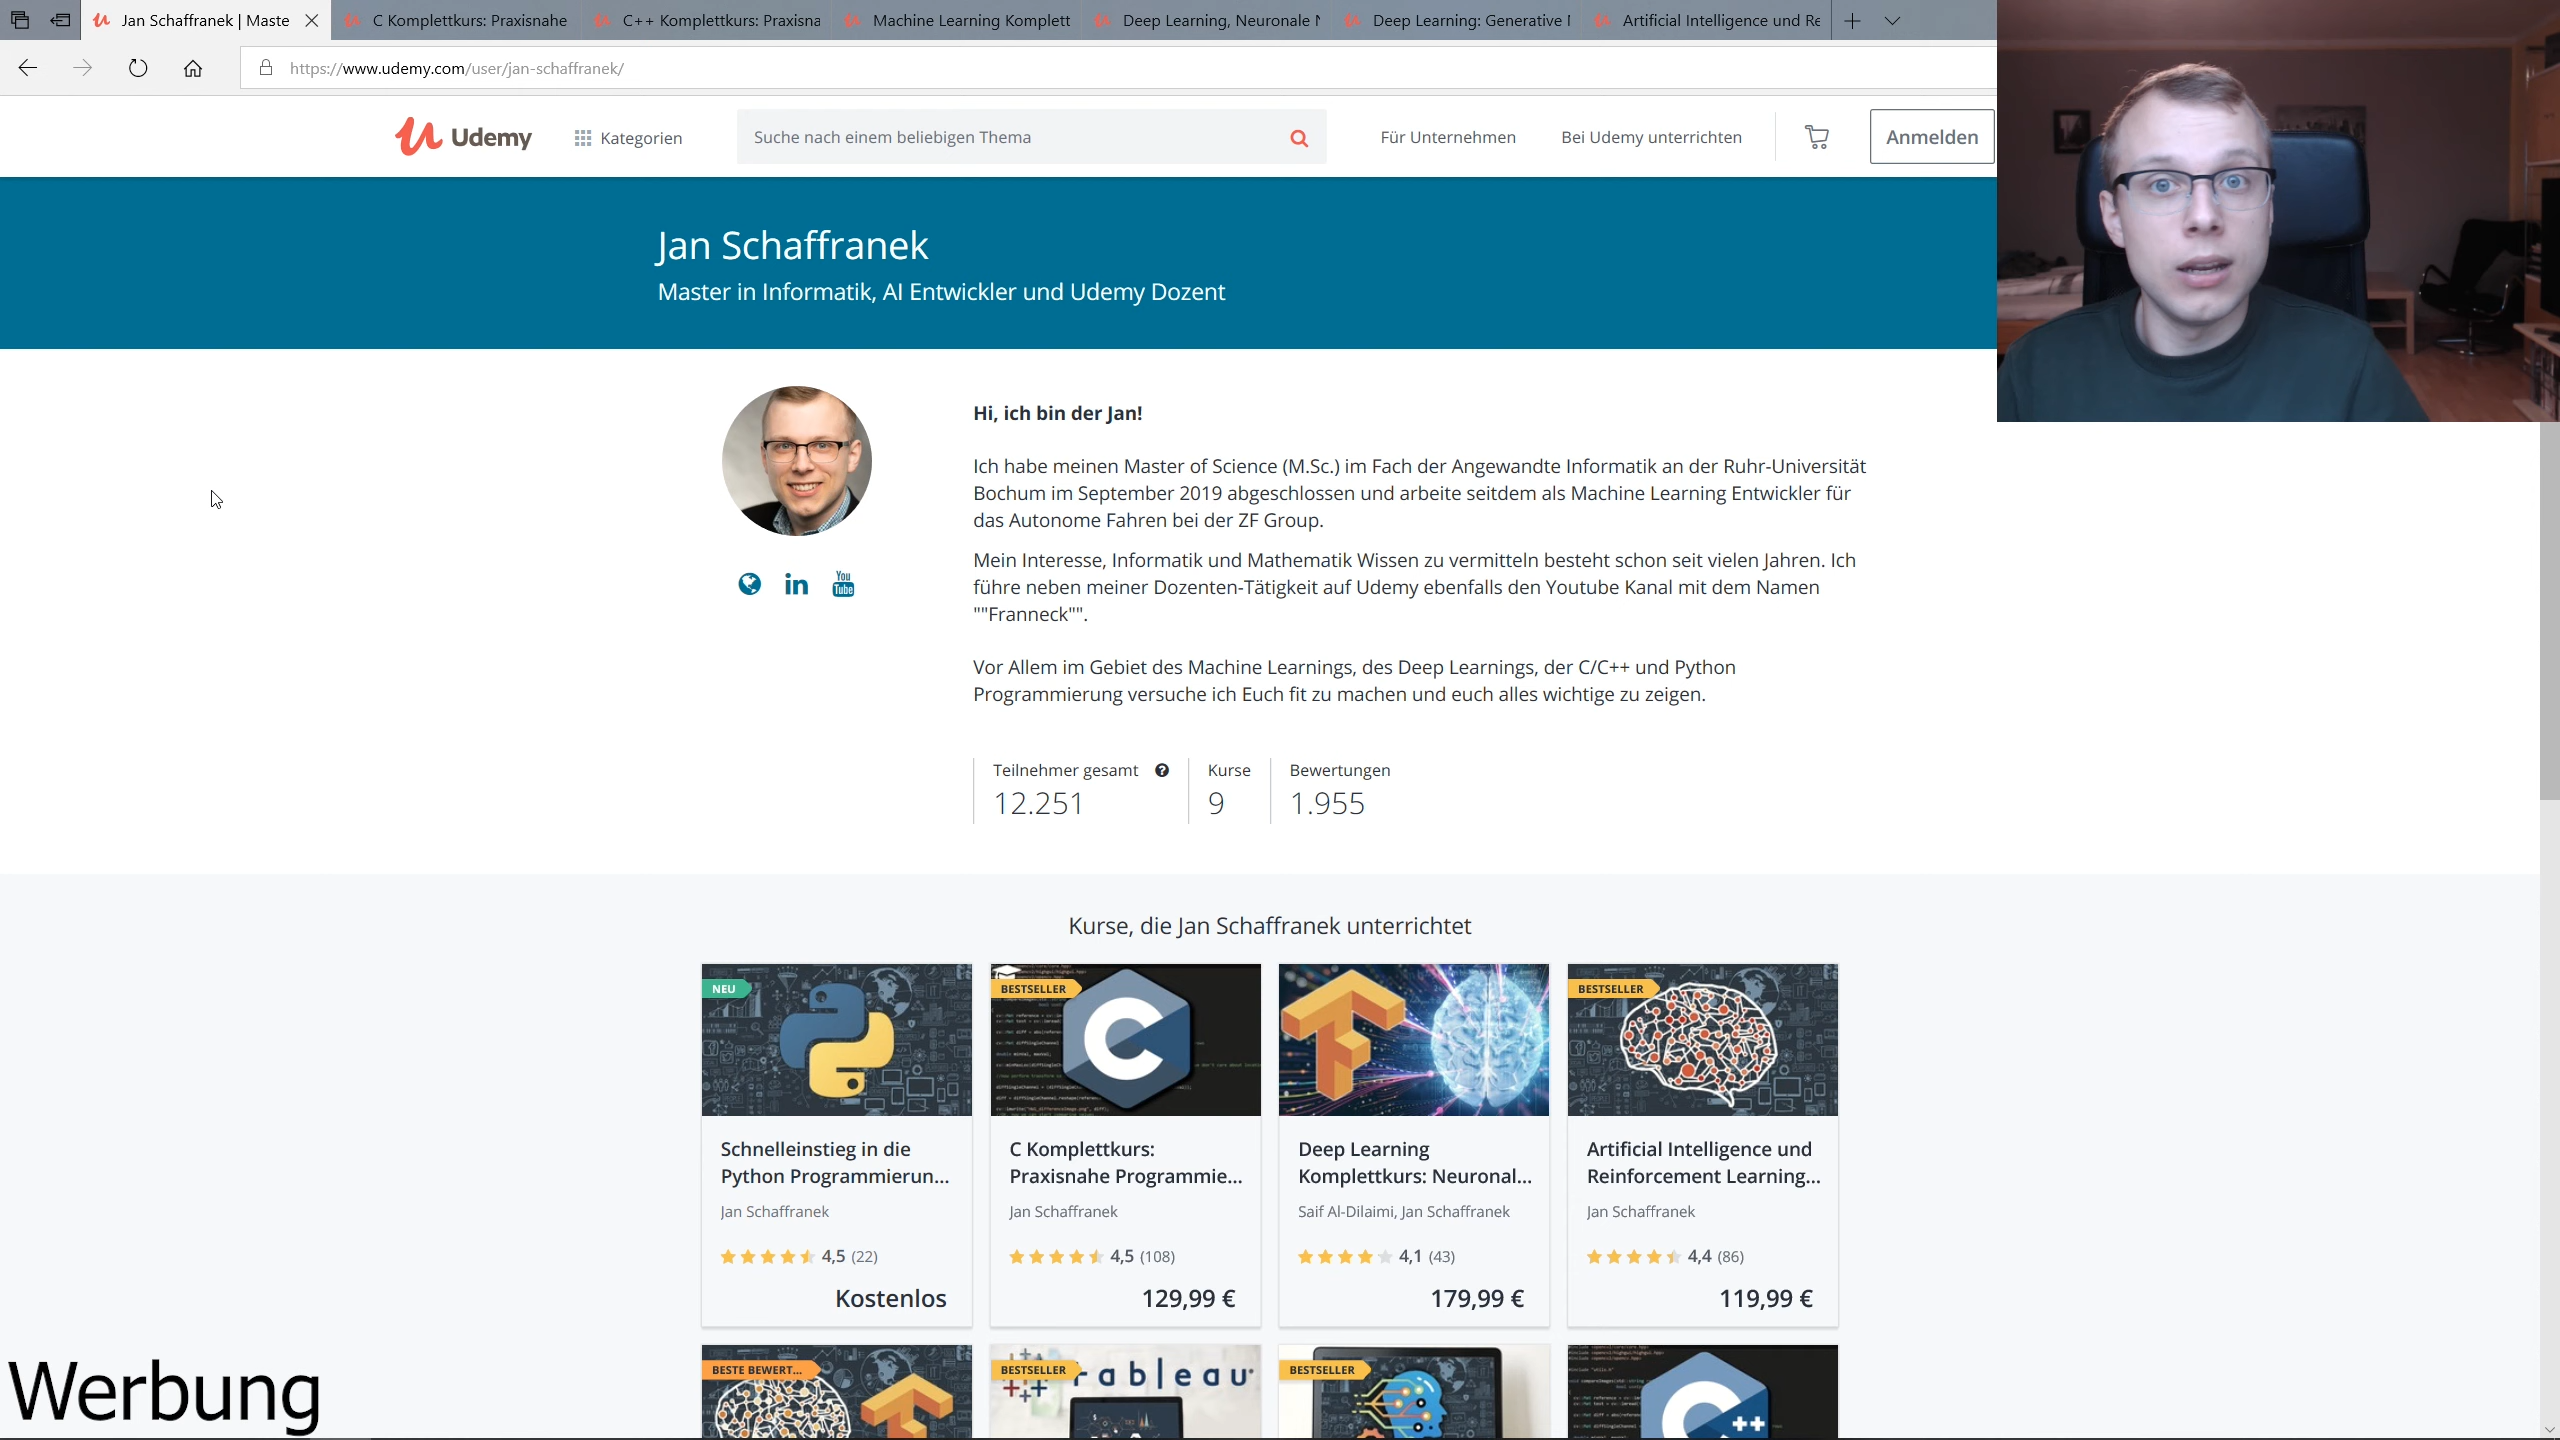 Jan Schaffranek | Maste
C Komplettkurs: Praxisnahe
C++ Komplettkurs: Praxisna
Machine Learning Komplett
Deep Learning, Neuronale N
Deep Learning: Generative
Artificial Intelligence und Re
https://www.udemy.com/user/jan-schaffranek/
Udemy
Kategorien
Suche nach einem beliebigen Thema
Für Unternehmen
Bei Udemy unterrichten
Anmelden
Jan Schaffranek
Master in Informatik, AI Entwickler und Udemy Dozent
Hi, ich bin der Jan!
Ich habe meinen Master of Science (M.Sc.) im Fach der Angewandte Informatik an der Ruhr-Universität
Bochum im September 2019 abgeschlossen und arbeite seitdem als Machine Learning Entwickler für
das Autonome Fahren bei der ZF Group.
Mein Interesse, Informatik und Mathematik Wissen zu vermitteln besteht schon seit vielen Jahren. Ich
führe neben meiner Dozenten-Tätigkeit auf Udemy ebenfalls den Youtube Kanal mit dem Namen
""Franneck"".
Vor Allem im Gebiet des Machine Learnings, des Deep Learnings, der C/C++ und Python
Programmierung versuche ich Euch fit zu machen und euch alles wichtige zu zeigen.
in
You
Tube
Teilnehmer gesamt
12.251
Kurse
9
Bewertungen
1.955
Kurse, die Jan Schaffranek unterrichtet
NEU
Schnelleinstieg in die
Python Programmierun...
Jan Schaffranek
4,5 (22)
Kostenlos
BESTSELLER
C
C Komplettkurs:
Praxisnahe Programmie...
Jan Schaffranek
4,5 (108)
129,99 €
Deep Learning
Komplettkurs: Neuronal...
Saif Al-Dilaimi, Jan Schaffranek
4,1 (43)
179,99 €
BESTSELLER
Artificial Intelligence und
Reinforcement Learning...
Jan Schaffranek
4,4 (86)
119,99 €
BESTE BEWERT...
BESTSELLER
tableau
BESTSELLER
C++
Werbung